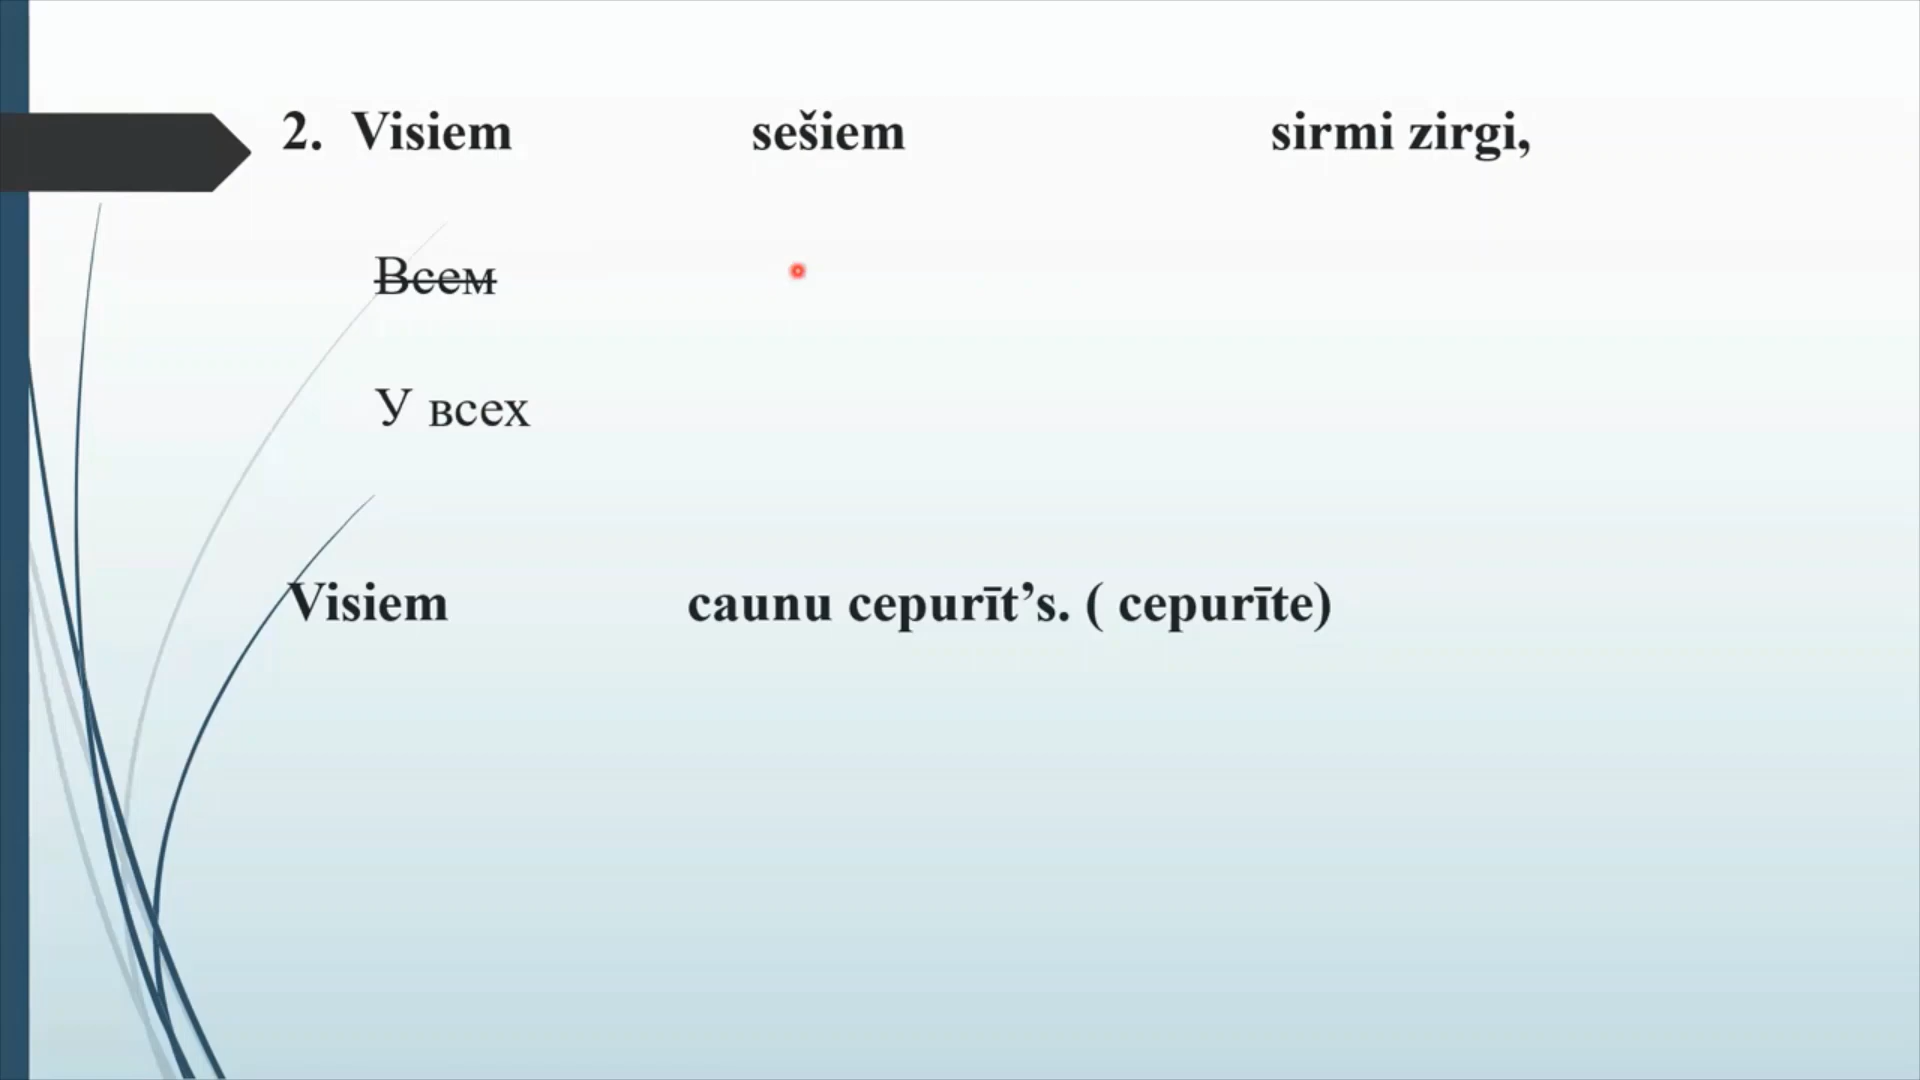 2. Visiem sešiem sirmi zirgi,
Всем
У всех
Visiem caunu cepurīt’s. ( cepurīte)